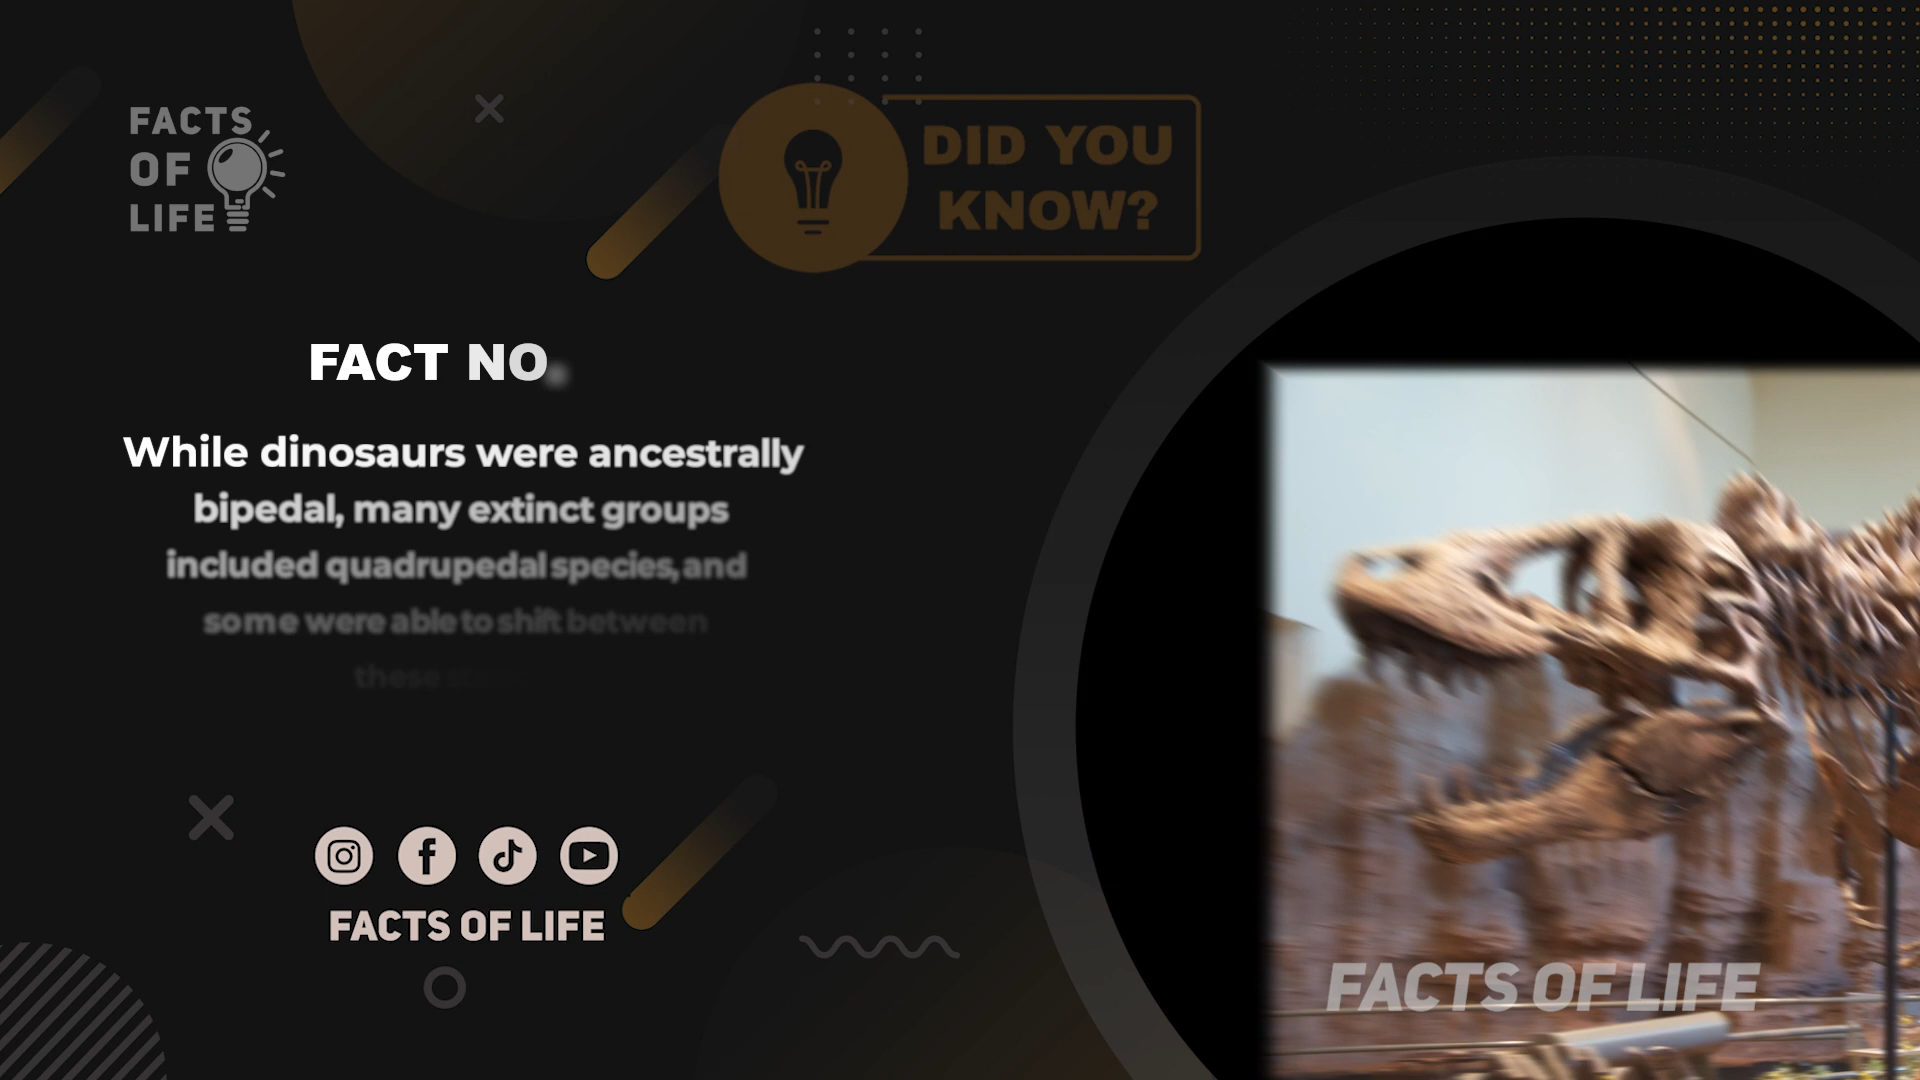 FACTS
OF
LIFE
DID YOU
KNOW?
FACT NO.
While dinosaurs were ancestrally
bipedal, many extinct groups
included quadrupedal species, and
some were able to shift between
these
FACTS OF LIFE
FACTS OF LIFE